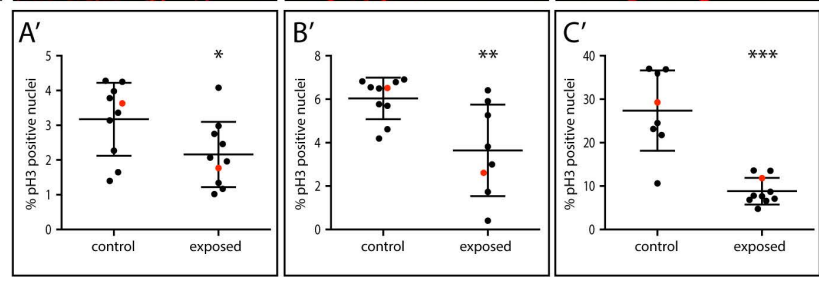 A′
% pH3 positive nuclei
5
4
3
2
1
0
*
control
exposed
B′
% pH3 positive nuclei
8
6
4
2
0
**
control
exposed
C′
% pH3 positive nuclei
40
30
20
10
0
***
control
exposed